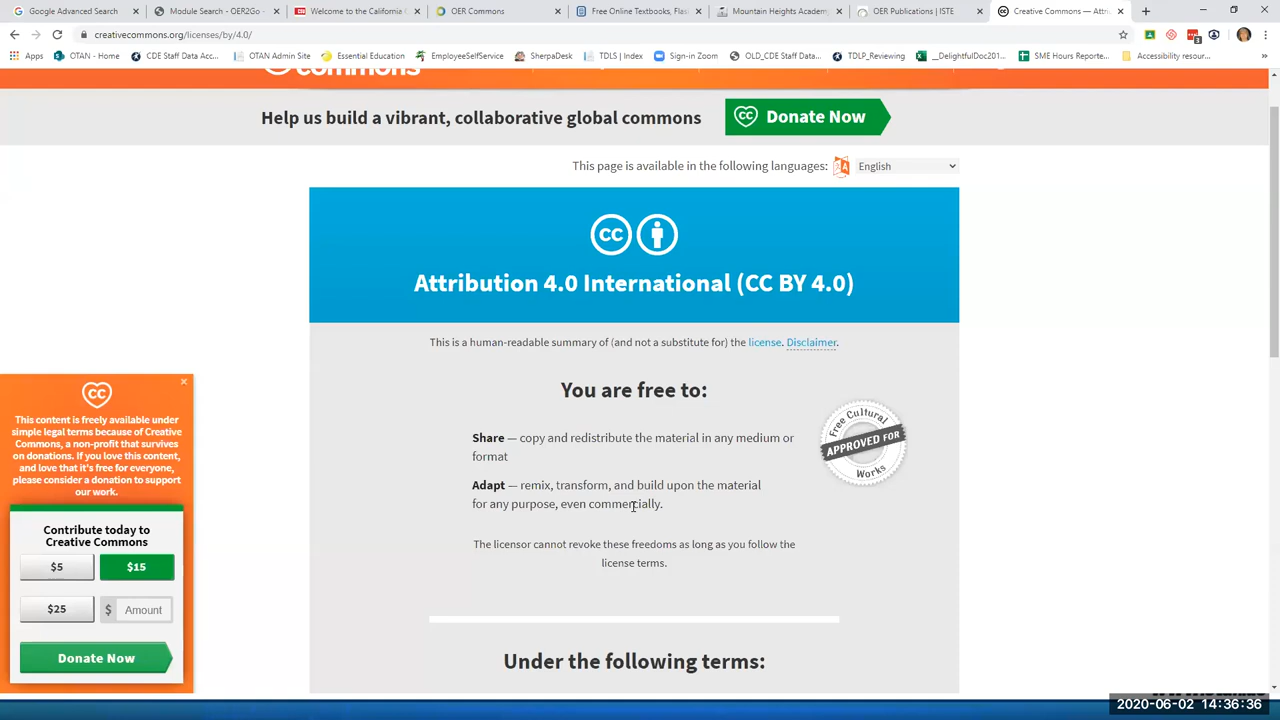 Google Advanced Search
Module Search - OER2Go
Welcome to the California
OER Commons
Free Online Textbooks, Flas
Mountain Heights Academ
OER Publications | ISTE
Creative Commons — Attri
creativecommons.org/licenses/by/4.0/
3
Apps
OTAN - Home
CDE Staff Data Acc...
OTAN Admin Site
Essential Education
EmployeeSelfService
SherpaDesk
TDLS | Index
Sign-in Zoom
OLD_CDE Staff Data...
TDLP_Reviewing
__DelightfulDoc201...
SME Hours Reporte...
Accessibility resour...
commons
Help us build a vibrant, collaborative global commons
CC
Donate Now
This page is available in the following languages:
English
CC
Attribution 4.0 International (CC BY 4.0)
This is a human-readable summary of (and not a substitute for) the license. Disclaimer.
You are free to:
Share — copy and redistribute the material in any medium or
format
Adapt — remix, transform, and build upon the material
for any purpose, even commercially.
Free Cultural
APPROVED FOR
Works
The licensor cannot revoke these freedoms as long as you follow the
license terms.
Under the following terms:
CC
This content is freely available under
simple legal terms because of Creative
Commons, a non-profit that survives
on donations. If you love this content,
and love that it's free for everyone,
please consider a donation to support
our work.
Contribute today to
Creative Commons
$5
$15
$25
$
Amount
Donate Now
2020-06-02 14:36:36